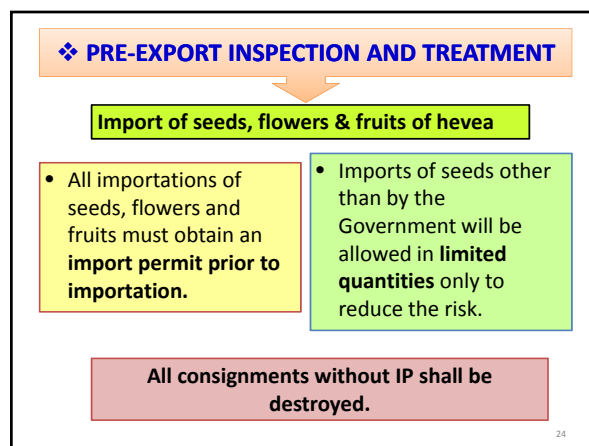 ❖ PRE-EXPORT INSPECTION AND TREATMENT
Import of seeds, flowers & fruits of hevea
• All importations of
seeds, flowers and
fruits must obtain an
import permit prior to
importation.
• Imports of seeds other
than by the
Government will be
allowed in limited
quantities only to
reduce the risk.
All consignments without IP shall be
destroyed.
24